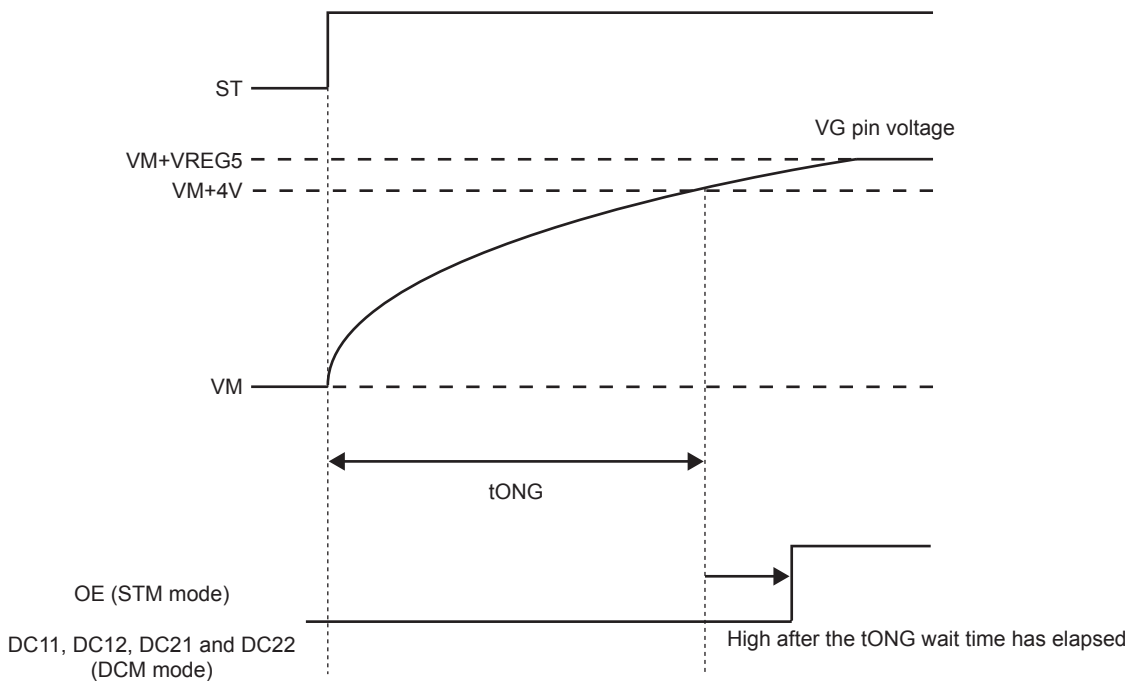 ST
VG pin voltage
VM+VREG5
VM+4V
VM
tONG
OE (STM mode)
DC11, DC12, DC21 and DC22
(DCM mode)
High after the tONG wait time has elapsed